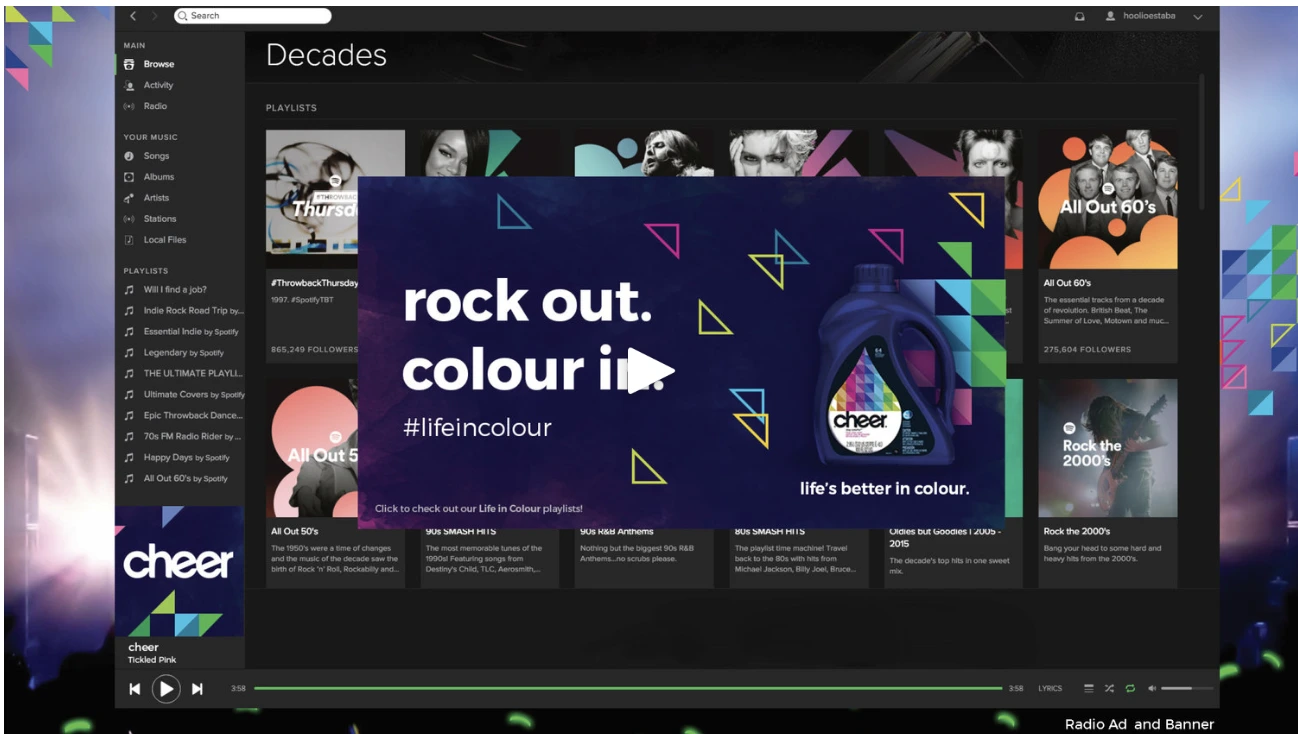 Search
hoolioestaba
MAIN
Browse
Activity
Radio
YOUR MUSIC
Songs
Albums
Artists
Stations
Local Files
PLAYLISTS
Will I find a job?
Indie Rock Road Trip by...
Essential Indie by Spotify
Legendary by Spotify
THE ULTIMATE PLAYLI...
Ultimate Covers by Spotify
Epic Throwback Dance...
70s FM Radio Rider by ...
Happy Days by Spotify
All Out 60's by Spotify
cheer
cheer
Tickled Pink
Decades
PLAYLISTS
#THROWBAC
Thursd
#ThrowbackThursday
1997. #SpotifyTBT
865,249 FOLLOWERS
All Out 60's
All Out 60's
The essential tracks from a decade
of revolution. British Beat, The
Summer of Love, Motown and muc...
275,604 FOLLOWERS
rock out.
colour in.
#lifeincolour
Click to check out our Life in Colour playlists!
cheer
life's better in colour.
All Out 5
Rock the
2000's
All Out 50's
The 1950's were a time of changes
and the music of the decade saw the
birth of Rock 'n' Roll, Rockabilly and...
90s SMASH HITS
The most memorable tunes of the
1990s! Featuring songs from
Destiny's Child, TLC, Aerosmith,...
90s R&B Anthems
Nothing but the biggest 90s R&B
Anthems...no scrubs please.
80s SMASH HITS
The playlist time machine! Travel
back to the 80s with hits from
Michael Jackson, Billy Joel, Bruce...
Oldies but Goodies | 2005 -
2015
The decade's top hits in one sweet
mix.
Rock the 2000's
Bang your head to some hard and
heavy hits from the 2000's.
3:58
3:58
LYRICS
Radio Ad and Banner